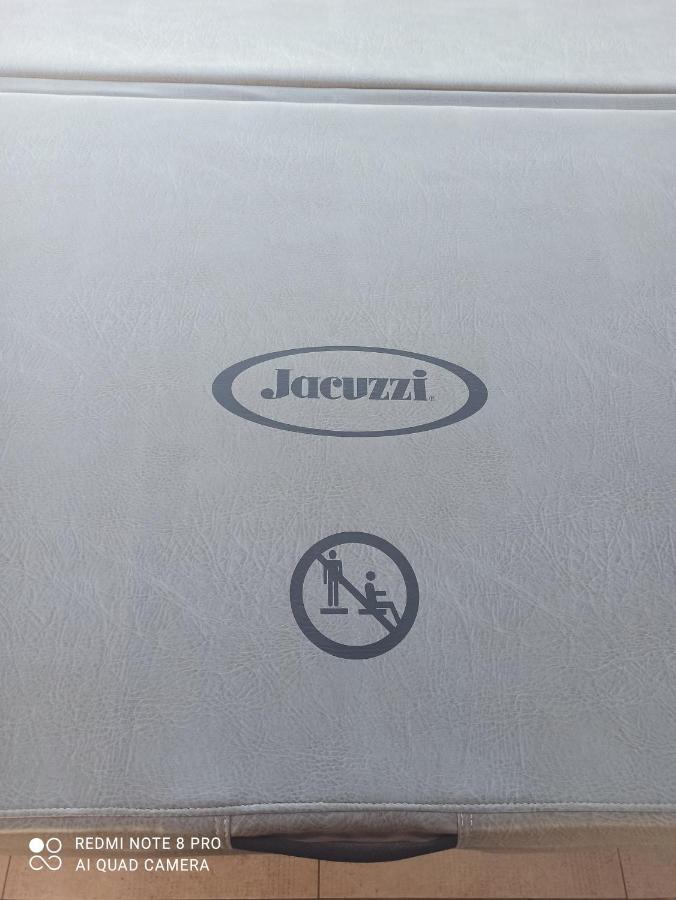 Jacuzzi®
REDMI NOTE 8 PRO
AI QUAD CAMERA